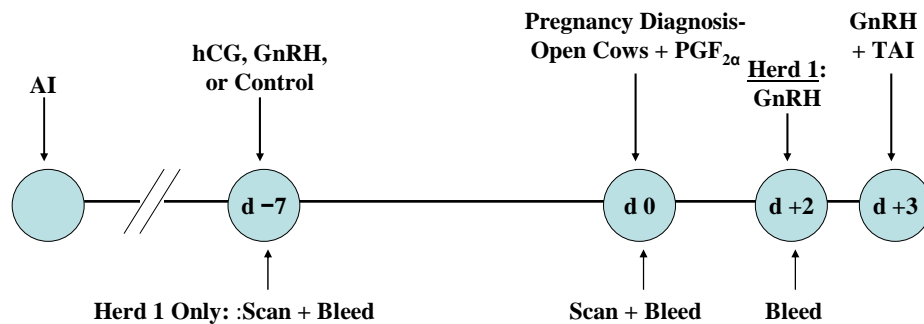 Pregnancy Diagnosis-
Open Cows + PGF2α
GnRH
+ TAI
hCG, GnRH,
or Control
Herd 1:
GnRH
AI
d −7
d 0
d +2
d +3
Herd 1 Only: :Scan + Bleed
Scan + Bleed
Bleed